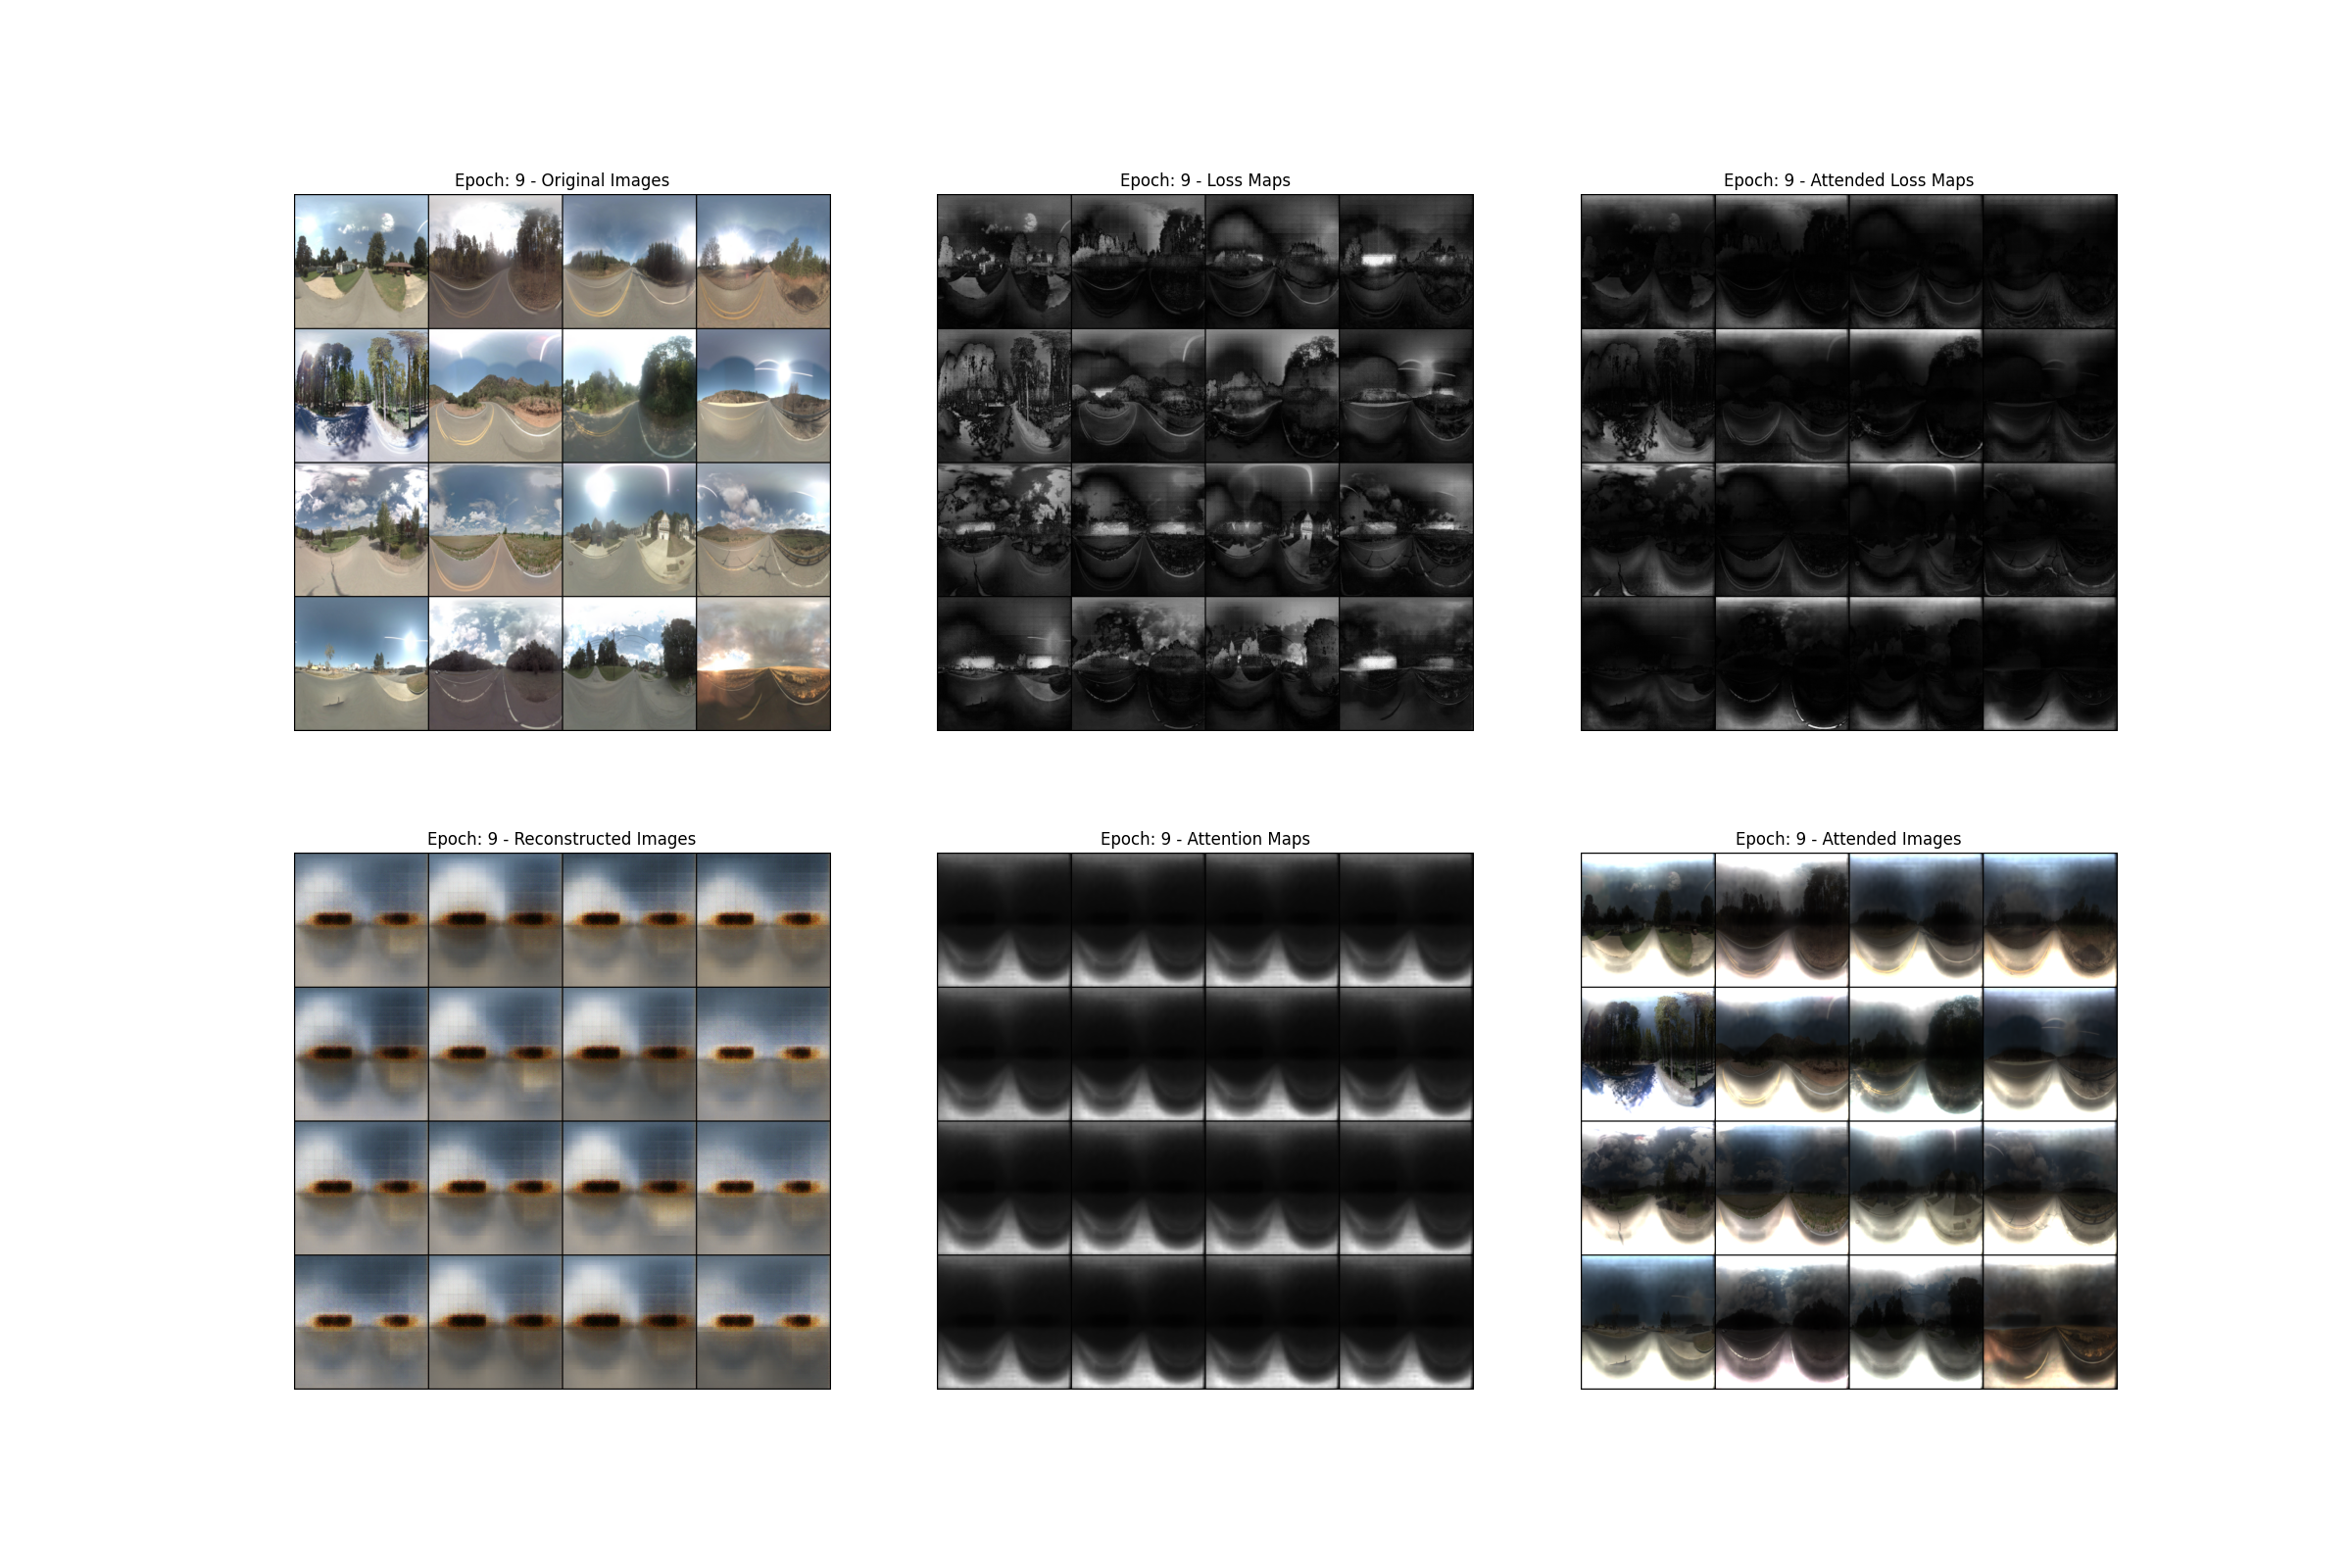 Epoch: 9 - Original Images
Epoch: 9 - Loss Maps
Epoch: 9 - Attended Loss Maps
Epoch: 9 - Reconstructed Images
Epoch: 9 - Attention Maps
Epoch: 9 - Attended Images